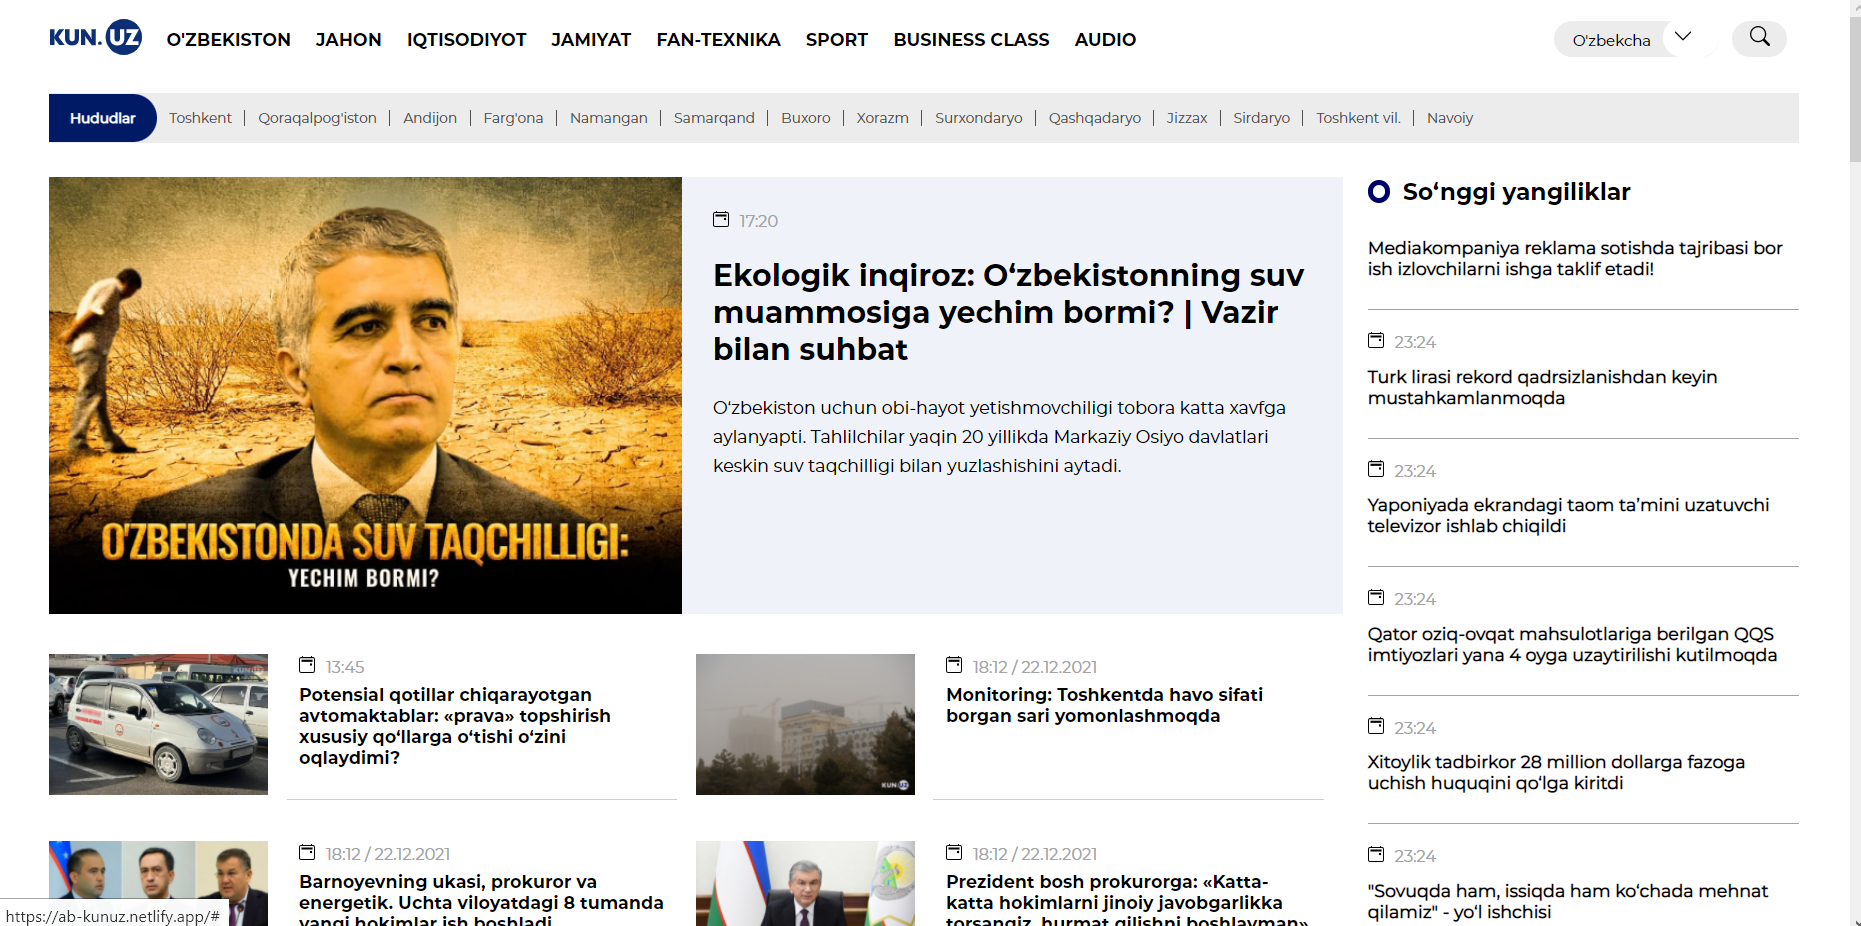 KUN.UZ
O'ZBEKISTON JAHON IQTISODIYOT JAMIYAT FAN-TEXNIKA SPORT BUSINESS CLASS AUDIO
O'zbekcha
Hududlar Toshkent | Qoraqalpog'iston | Andijon | Farg'ona | Namangan | Samarqand | Buxoro | Xorazm | Surxondaryo | Qashqadaryo | Jizzax | Sirdaryo | Toshkent vil. | Navoiy
O'ZBEKISTONDA SUV TAQCHILLIGI:
YECHIM BORMI?
17:20
Ekologik inqiroz: O‘zbekistonning suv
muammosiga yechim bormi? | Vazir
bilan suhbat
O‘zbekiston uchun obi-hayot yetishmovchiligi tobora katta xavfga
aylanyapti. Tahlilchilar yaqin 20 yillikda Markaziy Osiyo davlatlari
keskin suv taqchilligi bilan yuzlashishini aytadi.
13:45
Potensial qotillar chiqarayotgan
avtomaktablar: «prava» topshirish
xususiy qo‘llarga o‘tishi o‘zini
oqlaydimi?
KUN.UZ
18:12 / 22.12.2021
Monitoring: Toshkentda havo sifati
borgan sari yomonlashmoqda
18:12 / 22.12.2021
Barnoyevning ukasi, prokuror va
energetik. Uchta viloyatdagi 8 tumanda
yangi hokimlar ish boshladi
18:12 / 22.12.2021
Prezident bosh prokurorga: «Katta-
katta hokimlarni jinoiy javobgarlikka
torsangiz, hurmat qilishni boshlayman»
So‘nggi yangiliklar
Mediakompaniya reklama sotishda tajribasi bor
ish izlovchilarni ishga taklif etadi!
23:24
Turk lirasi rekord qadrsizlanishdan keyin
mustahkamlanmoqda
23:24
Yaponiyada ekrandagi taom ta’mini uzatuvchi
televizor ishlab chiqildi
23:24
Qator oziq-ovqat mahsulotlariga berilgan QQS
imtiyozlari yana 4 oyga uzaytirilishi kutilmoqda
23:24
Xitoylik tadbirkor 28 million dollarga fazoga
uchish huquqini qo‘lga kiritdi
23:24
"Sovuqda ham, issiqda ham ko‘chada mehnat
qilamiz" - yo‘l ishchisi
https://ab-kunuz.netlify.app/#